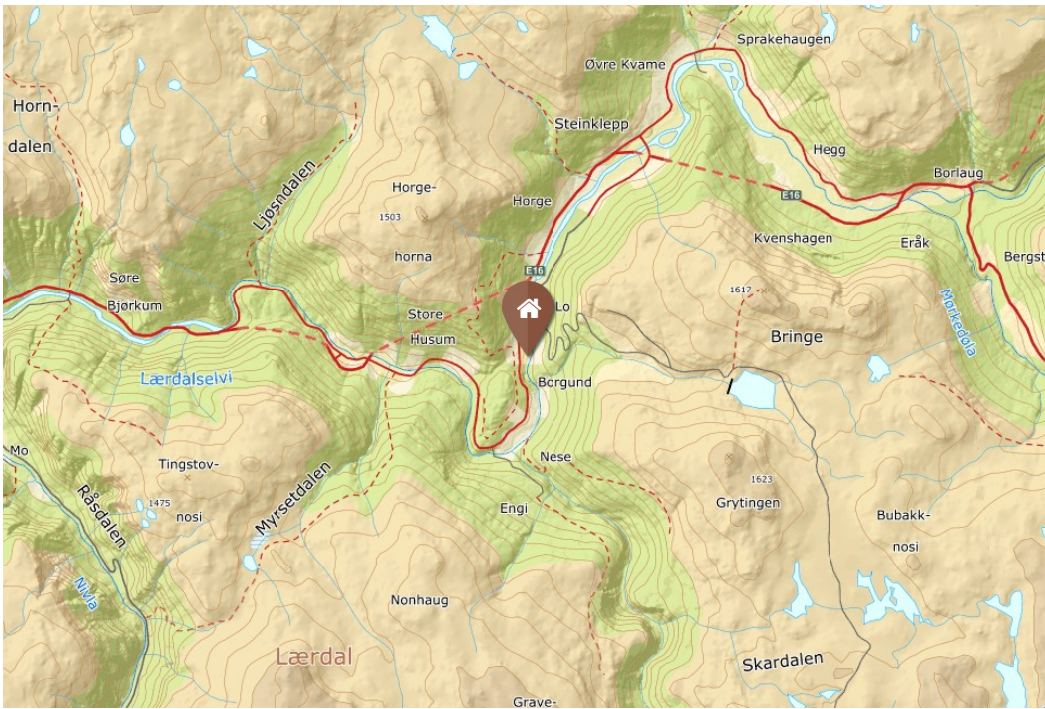 Sprakehaugen
Øvre Kvame
Horn-
dalen
Steinklepp
Hegg
Borlaug
Ljøsndalen
Horge-
1503
horna
Horge
E16
Kvenshagen
Eråk
Bergst
Søre
Bjørkum
E16
Lo
1617
Mørkedøla
Store
Husum
Bringe
Lærdalselvi
Borgund
Mo
Tingstov-
1475
nosi
Råsdalen
Myrsetdalen
Nese
Engi
1623
Grytingen
Bubakk-
nosi
Nivla
Nonhaug
Lærdal
Skardalen
Grave-